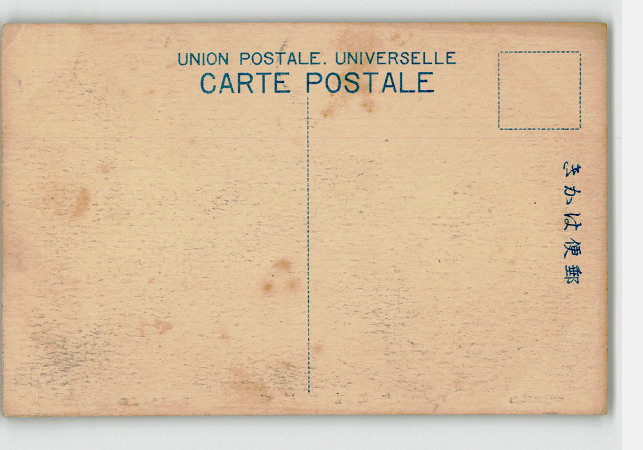 UNION POSTALE. UNIVERSELLE
CARTE POSTALE
郵便はかき